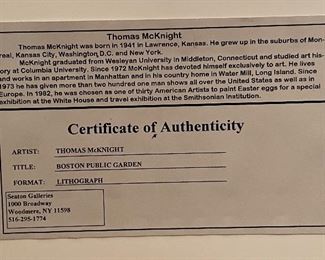 Thomas McKnight
Thomas McKnight was born in 1941 in Lawrence, Kansas. He grew up in the suburbs of Mon-
real, Kansas City, Washington D.C. and New York.
McKnight graduated from Wesleyan University in Middleton, Connecticut and studied art his-
ory at Columbia University. Since 1972 McKnight has devoted himself exclusively to art. He lives
and works in an apartment in Manhattan and in his country home in Water Mill, Long Island. Since
1973 he has given more than two hundred one man shows all over the United States as well as in
Europe. In 1982, he was chosen as one of thirty American Artists to paint Easter eggs for a special
exhibition at the White House and travel exhibition at the Smithsonian Institution.
Certificate of Authenticity
ARTIST: THOMAS McKNIGHT
TITLE: BOSTON PUBLIC GARDEN
FORMAT: LITHOGRAPH
Seaton Galleries
1000 Broadway
Woodmere, NY 11598
516-295-1774